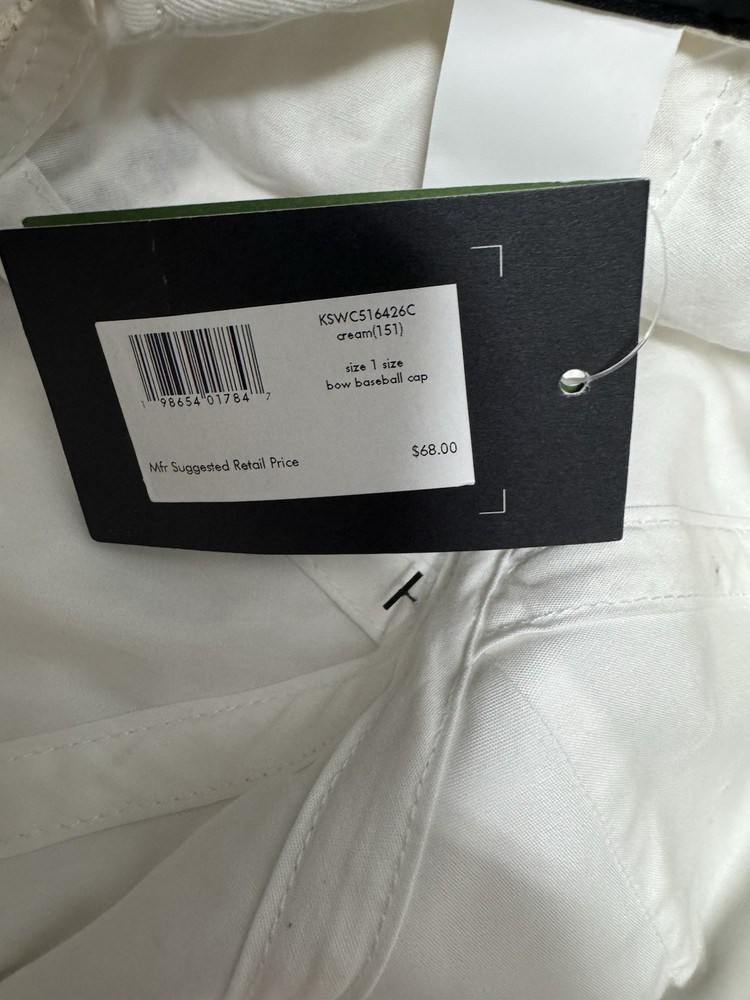 KSWC516426C
cream(151)
size 1 size
bow baseball cap
1 98654 01784 7
Mfr Suggested Retail Price $68.00